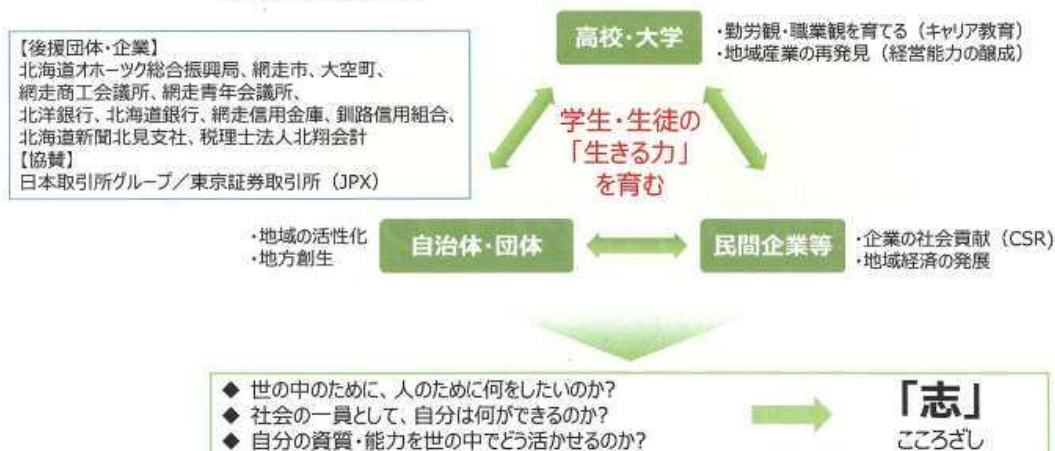 【後援団体・企業】
北海道オホーツク総合振興局、網走市、大空町、
網走商工会議所、網走青年会議所、
北洋銀行、北海道銀行、網走信用金庫、釧路信用組合、
北海道新聞北見支社、税理士法人北翔会計
【協賛】
日本取引所グループ／東京証券取引所（JPX）
高校・大学
・勤労観・職業観を育てる（キャリア教育）
・地域産業の再発見（経営能力の醸成）
学生・生徒の
「生きる力」
を育む
・地域の活性化
・地方創生
自治体・団体
民間企業等
・企業の社会貢献（CSR）
・地域経済の発展
◆ 世の中のために、人のために何をしたいのか?
◆ 社会の一員として、自分は何ができるのか?
◆ 自分の資質・能力を世の中でどう活かせるのか?
「志」
こころざし